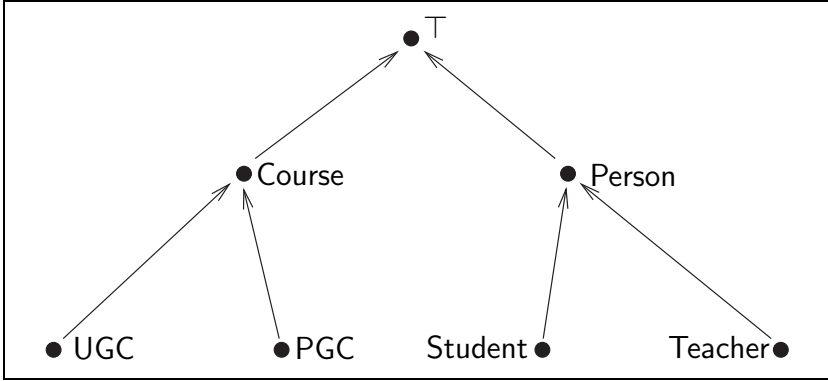 ⊤
Course
Person
UGC
PGC
Student
Teacher